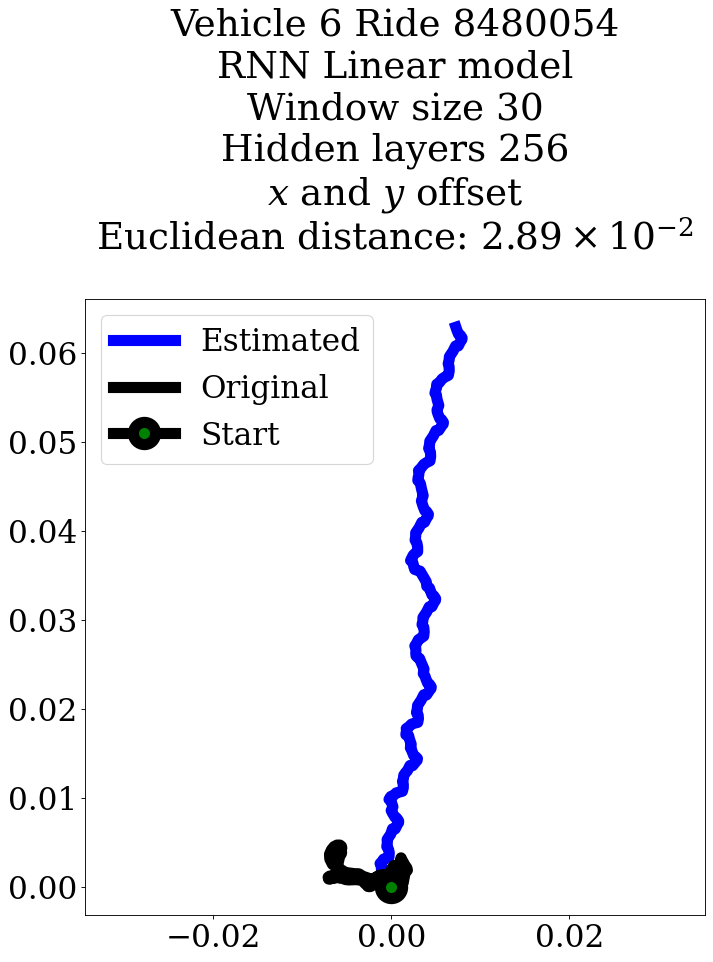 Vehicle 6 Ride 8480054
RNN Linear model
Window size 30
Hidden layers 256
x and y offset
Euclidean distance: 2.89 × 10⁻²
Estimated
Original
Start
0.06
0.05
0.04
0.03
0.02
0.01
0.00
−0.02 0.00 0.02